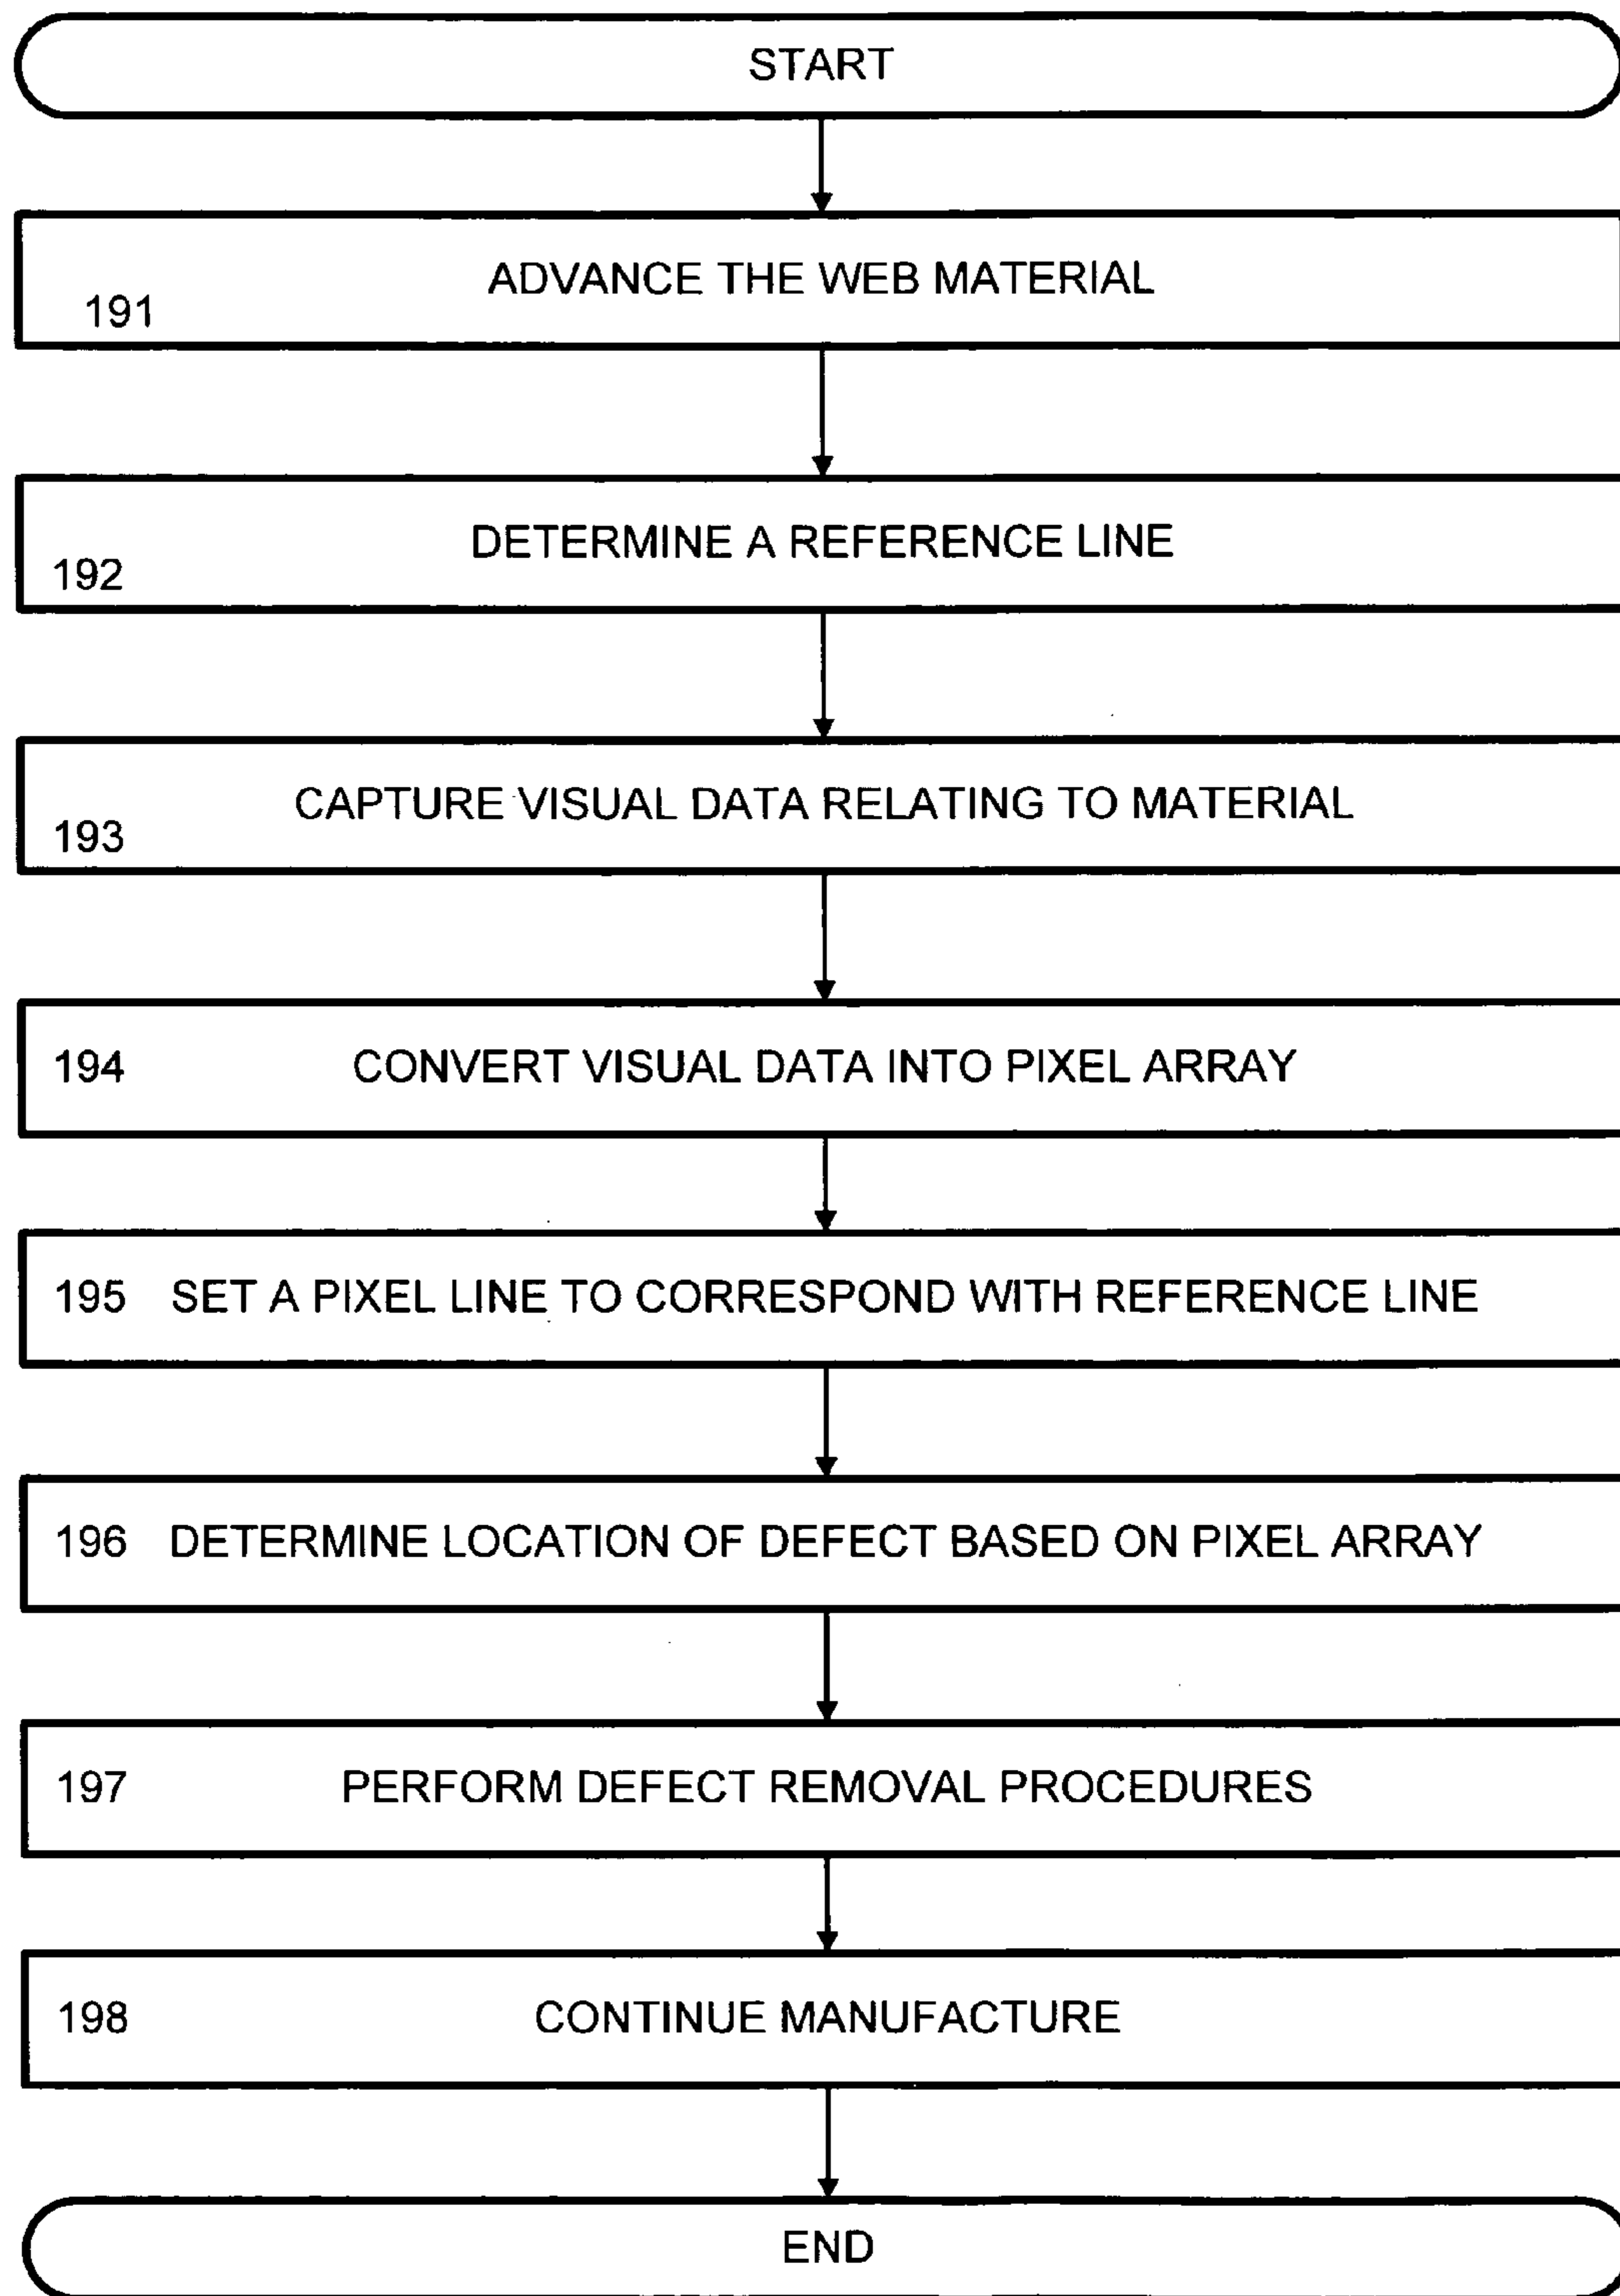 START
ADVANCE THE WEB MATERIAL
191
DETERMINE A REFERENCE LINE
192
CAPTURE VISUAL DATA RELATING TO MATERIAL
193
194 CONVERT VISUAL DATA INTO PIXEL ARRAY
195 SET A PIXEL LINE TO CORRESPOND WITH REFERENCE LINE
196 DETERMINE LOCATION OF DEFECT BASED ON PIXEL ARRAY
197 PERFORM DEFECT REMOVAL PROCEDURES
198 CONTINUE MANUFACTURE
END